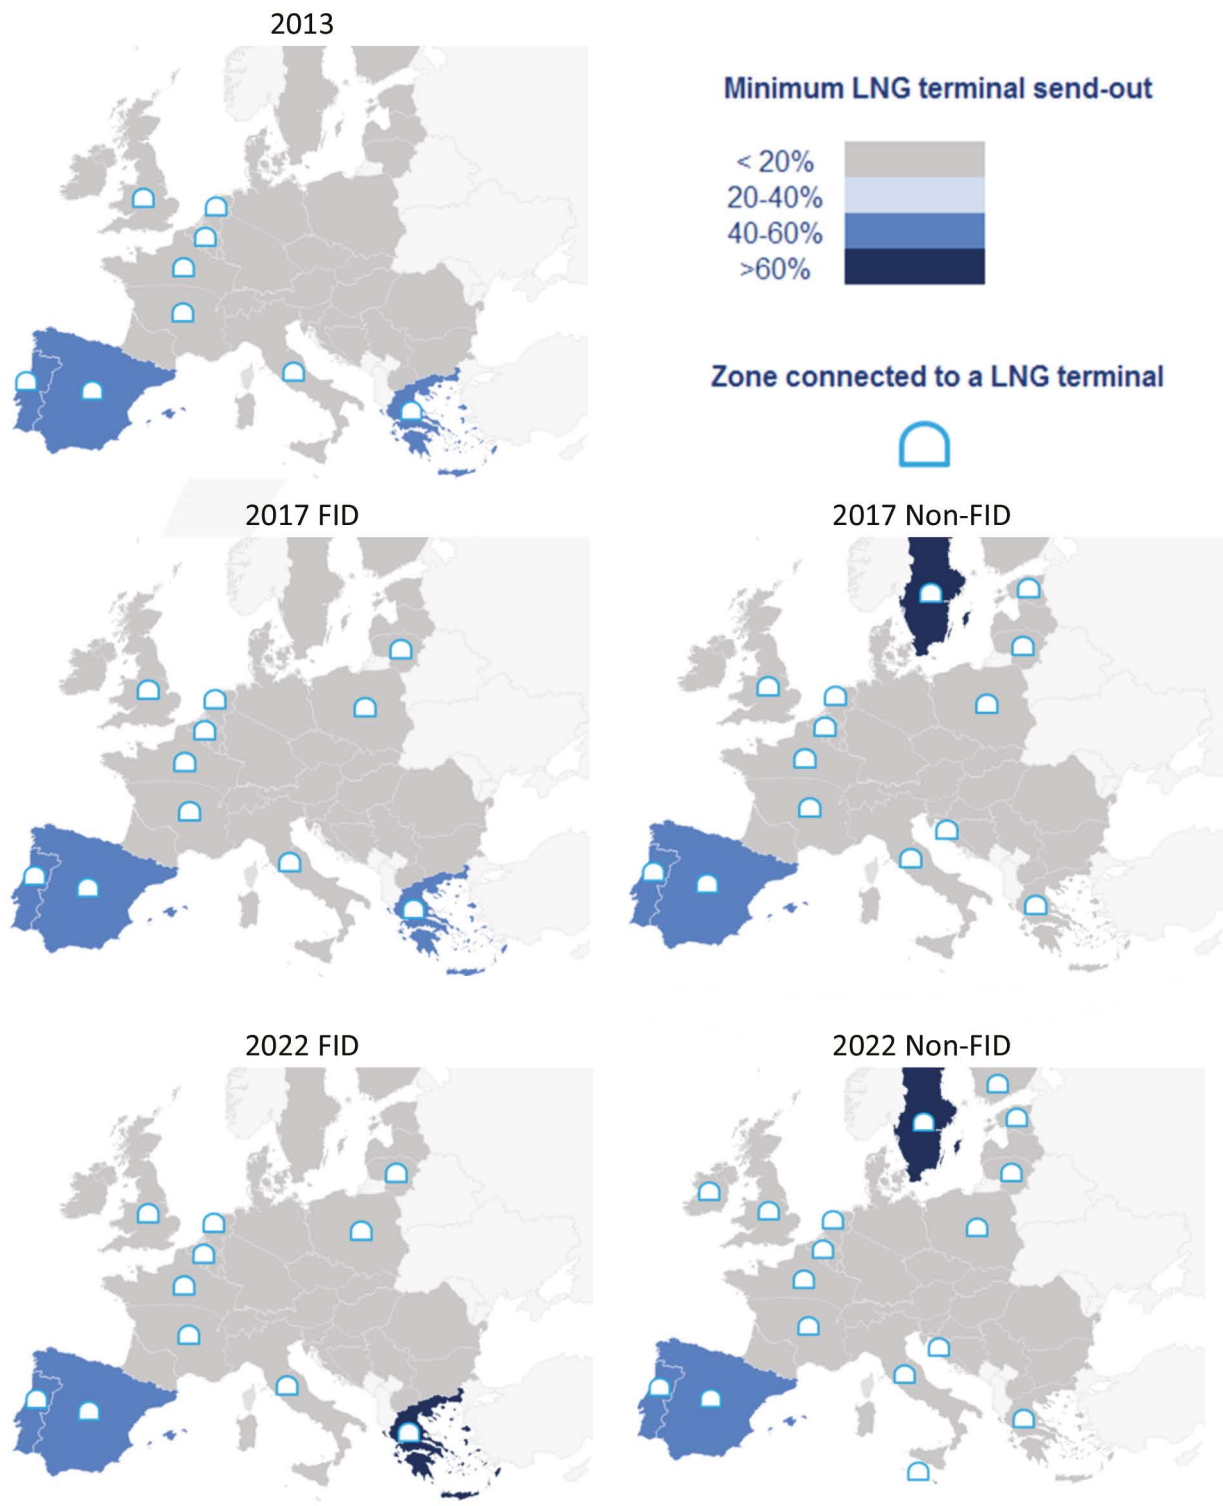 2013
Minimum LNG terminal send-out
< 20%
20-40%
40-60%
>60%
Zone connected to a LNG terminal
2017 FID
2017 Non-FID
2022 FID
2022 Non-FID